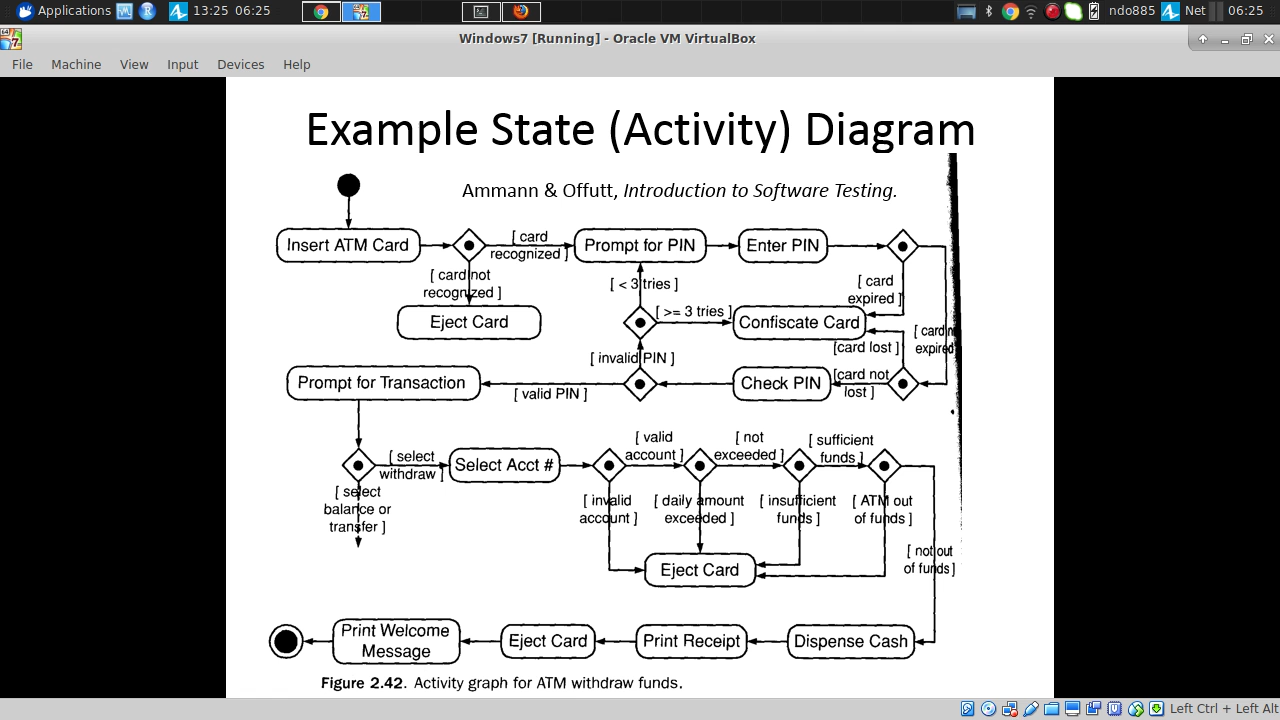 Applications 13:25 06:25 ndo885 Net 06:25
Windows7 [Running] - Oracle VM VirtualBox
File Machine View Input Devices Help
Example State (Activity) Diagram
Ammann & Offutt, Introduction to Software Testing.
Insert ATM Card
[ card
recognized ]
Prompt for PIN
Enter PIN
[ card not
recognized ]
Eject Card
[ < 3 tries ]
[ >= 3 tries ]
[ card
expired ]
Confiscate Card
[card lost ]
[ card n
expired
[ invalid PIN ]
Prompt for Transaction
[ valid PIN ]
Check PIN
[card not
lost ]
[ select
withdraw ]
Select Acct #
[ valid
account ]
[ not
exceeded ]
[ sufficient
funds ]
[ select
balance or
transfer ]
[ invalid
account ]
[ daily amount
exceeded ]
[ insufficient
funds ]
[ ATM out
of funds ]
[ not out
of funds ]
Eject Card
Print Welcome
Message
Eject Card
Print Receipt
Dispense Cash
Figure 2.42. Activity graph for ATM withdraw funds.
Left Ctrl + Left Alt